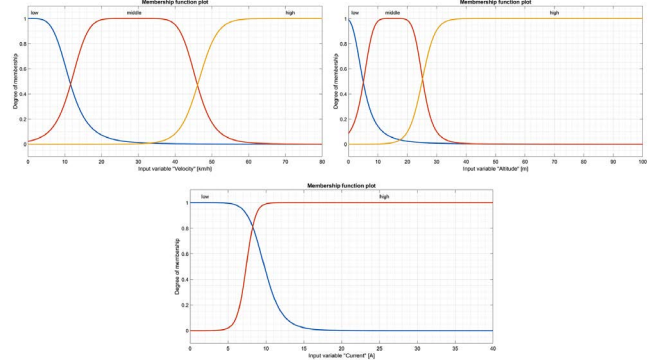 Membership function plot
low middle high
Degree of membership
1
0.8
0.6
0.4
0.2
0
0 10 20 30 40 50 60 70 80
Input variable "Velocity" [km/h]
Membmership function plot
low middle high
Degree of membership
1
0.8
0.6
0.4
0.2
0
0 10 20 30 40 50 60 70 80 90 100
Input variable "Altitude" [m]
Membership function plot
low high
Degree of membership
1
0.8
0.6
0.4
0.2
0
0 5 10 15 20 25 30 35 40
Input variable "Current" [A]